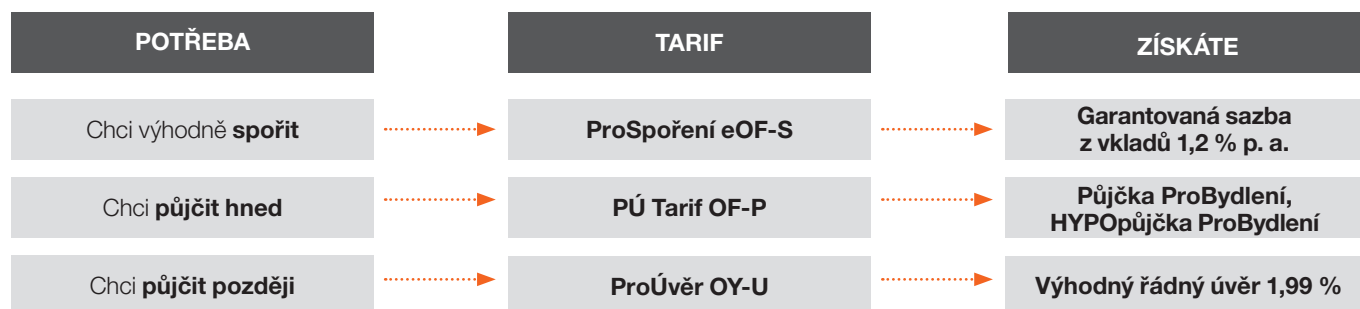 POTŘEBA
TARIF
ZÍSKÁTE
Chci výhodně spořit
ProSpoření eOF-S
Garantovaná sazba
z vkladů 1,2 % p. a.
Chci půjčit hned
PÚ Tarif OF-P
Půjčka ProBydlení,
HYPOpůjčka ProBydlení
Chci půjčit později
ProÚvěr OY-U
Výhodný řádný úvěr 1,99 %